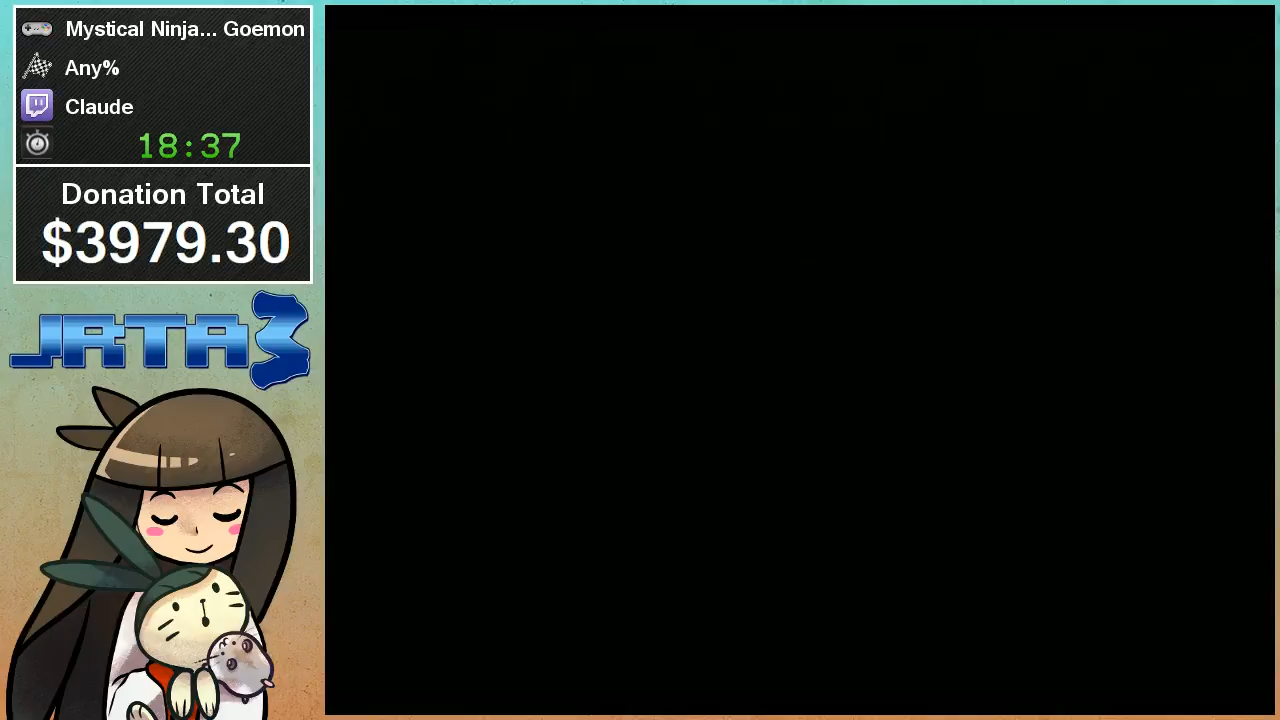 Mystical Ninja... Goemon
Any%
Claude
18:37
Donation Total
$3979.30
JRTA3